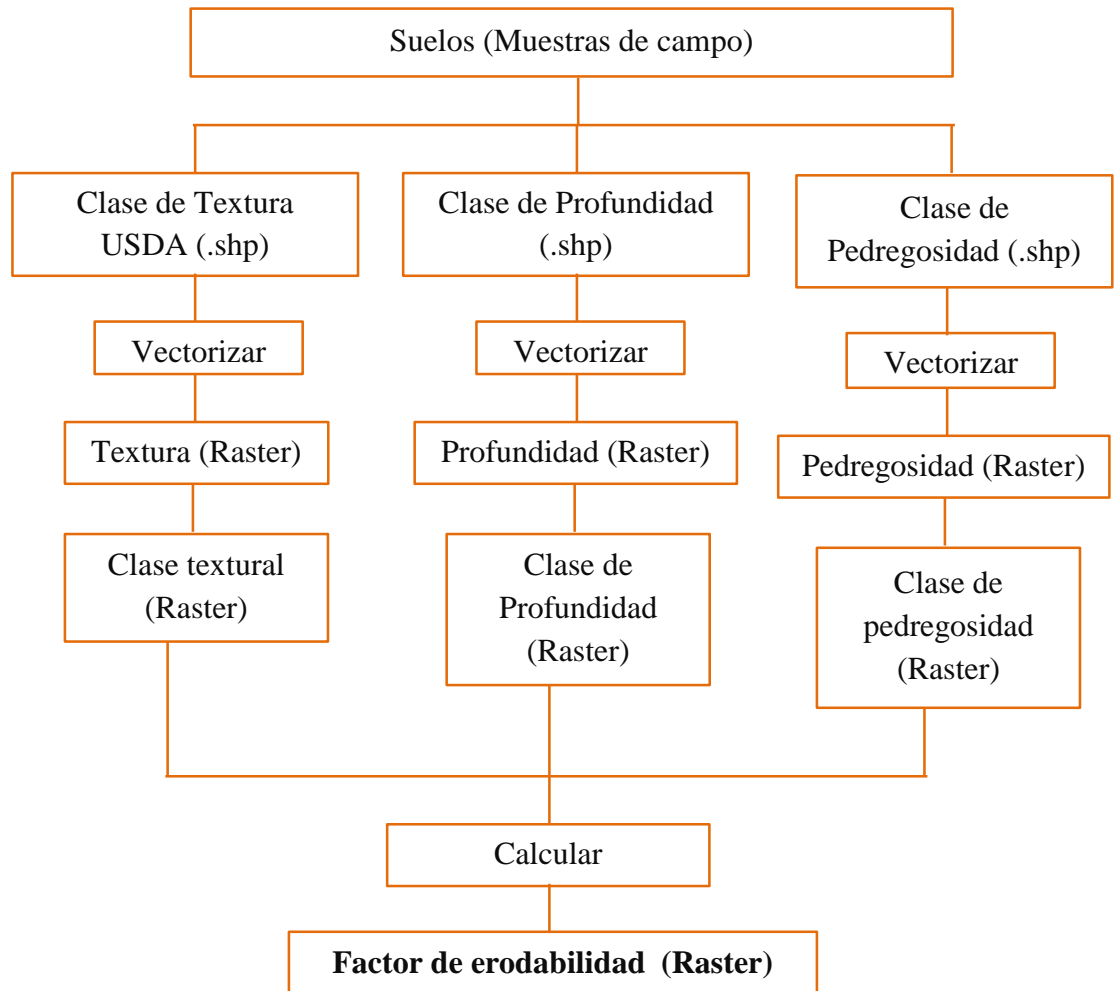 Suelos (Muestras de campo)
Clase de Textura
USDA (.shp)
Clase de Profundidad
(.shp)
Clase de
Pedregosidad (.shp)
Vectorizar
Vectorizar
Vectorizar
Textura (Raster)
Profundidad (Raster)
Pedregosidad (Raster)
Clase textural
(Raster)
Clase de
Profundidad
(Raster)
Clase de
pedregosidad
(Raster)
Calcular
Factor de erodabilidad (Raster)